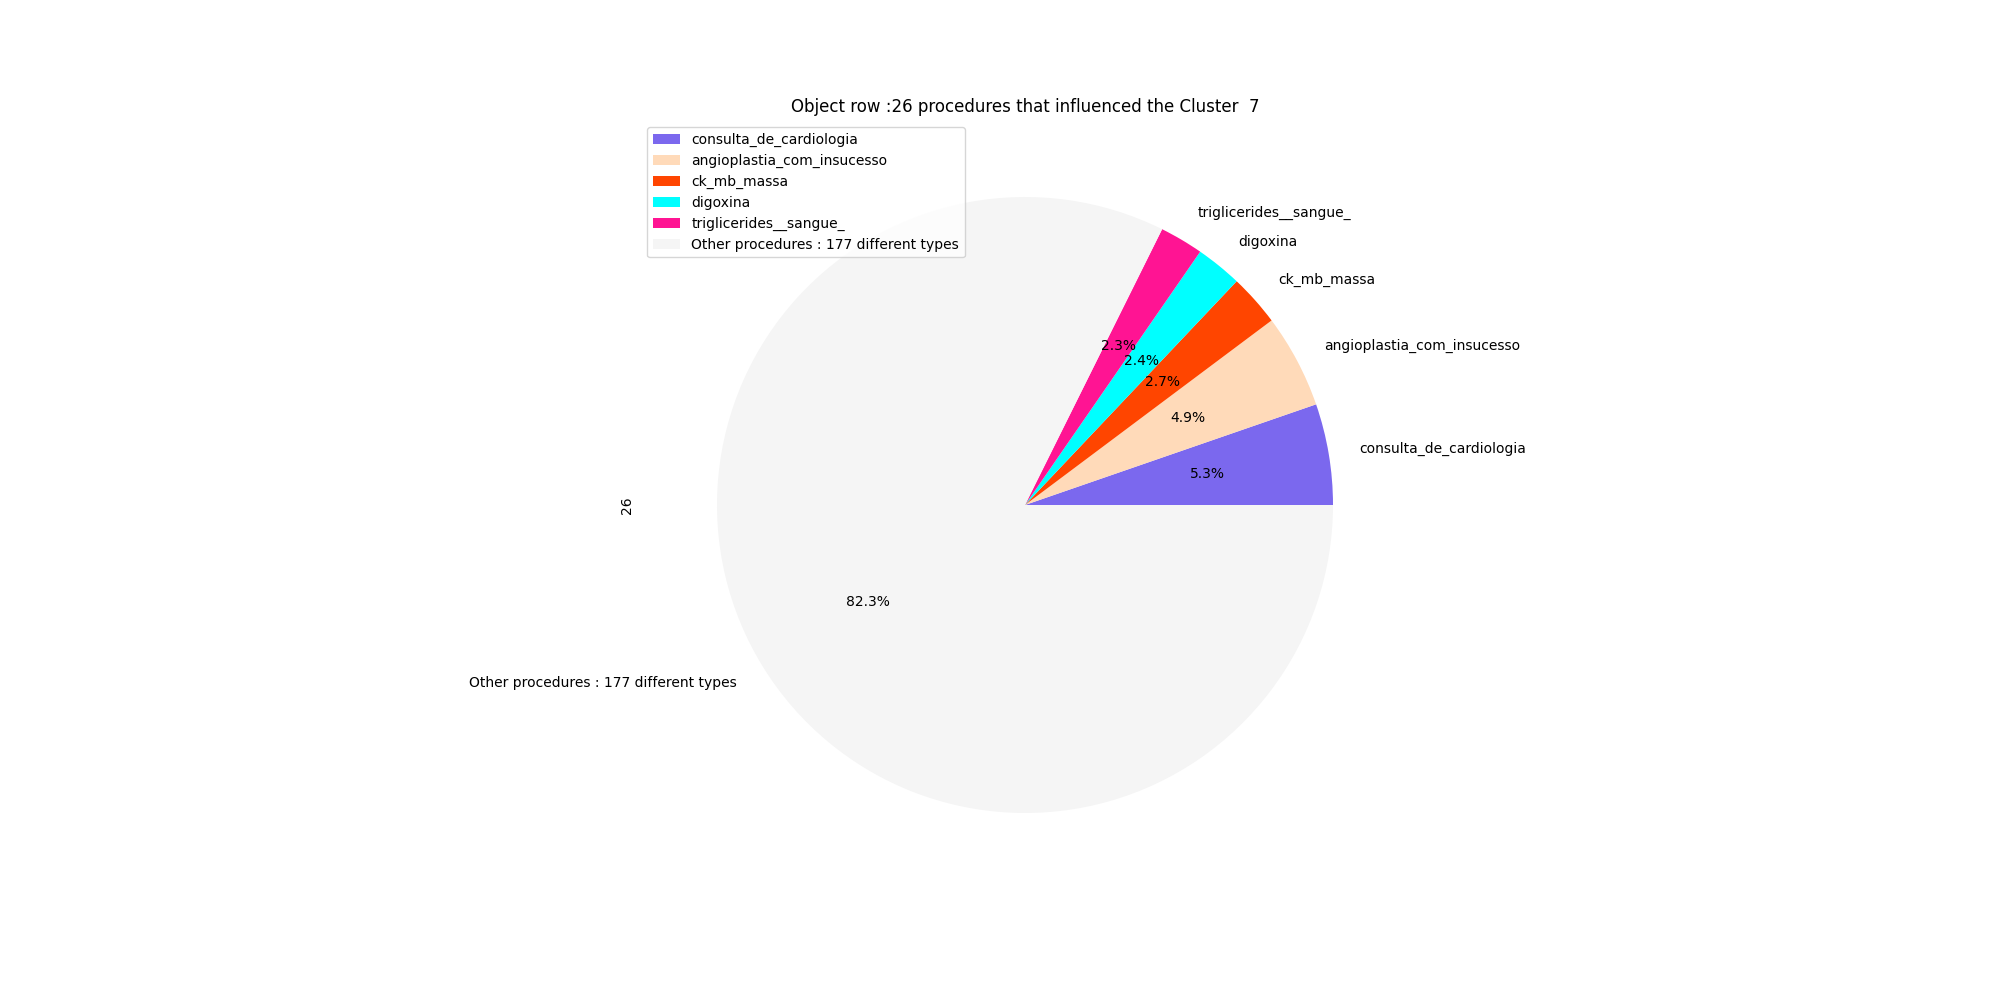 Object row :26 procedures that influenced the Cluster  7
consulta_de_cardiologia
angioplastia_com_insucesso
ck_mb_massa
digoxina
triglicerides__sangue_
Other procedures : 177 different types
triglicerides__sangue_
digoxina
ck_mb_massa
angioplastia_com_insucesso
consulta_de_cardiologia
2.3%
2.4%
2.7%
4.9%
5.3%
26
82.3%
Other procedures : 177 different types